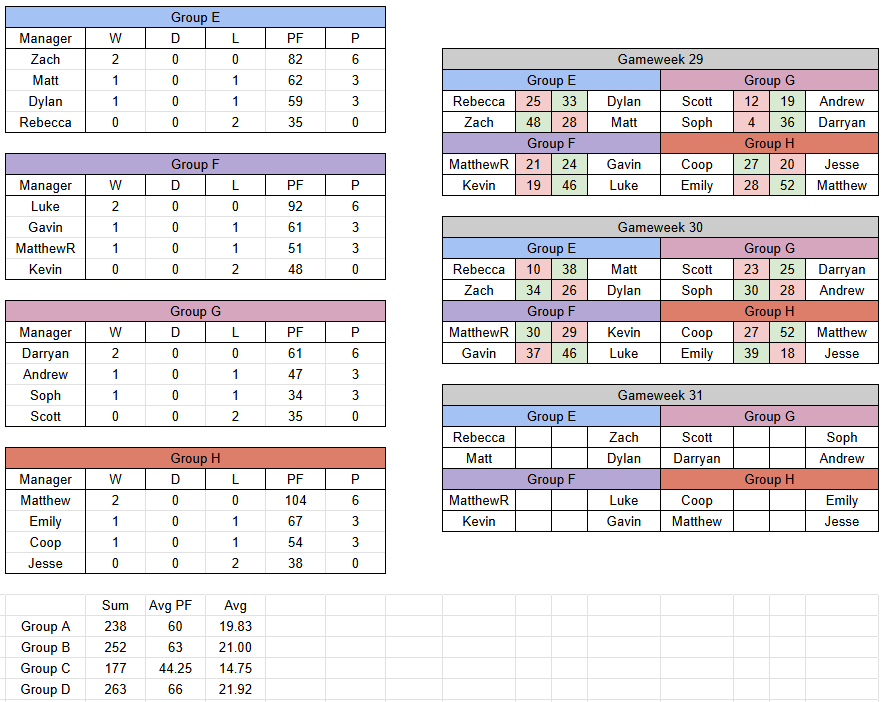 Group E
Manager W D L PF P
Zach 2 0 0 82 6
Matt 1 0 1 62 3
Dylan 1 0 1 59 3
Rebecca 0 0 2 35 0
Group F
Manager W D L PF P
Luke 2 0 0 92 6
Gavin 1 0 1 61 3
MatthewR 1 0 1 51 3
Kevin 0 0 2 48 0
Group G
Manager W D L PF P
Darryan 2 0 0 61 6
Andrew 1 0 1 47 3
Soph 1 0 1 34 3
Scott 0 0 2 35 0
Group H
Manager W D L PF P
Matthew 2 0 0 104 6
Emily 1 0 1 67 3
Coop 1 0 1 54 3
Jesse 0 0 2 38 0
Sum Avg PF Avg
Group A 238 60 19.83
Group B 252 63 21.00
Group C 177 44.25 14.75
Group D 263 66 21.92
Gameweek 29
Group E Group G
Rebecca 25 33 Dylan Scott 12 19 Andrew
Zach 48 28 Matt Soph 4 36 Darryan
Group F Group H
MatthewR 21 24 Gavin Coop 27 20 Jesse
Kevin 19 46 Luke Emily 28 52 Matthew
Gameweek 30
Group E Group G
Rebecca 10 38 Matt Scott 23 25 Darryan
Zach 34 26 Dylan Soph 30 28 Andrew
Group F Group H
MatthewR 30 29 Kevin Coop 27 52 Matthew
Gavin 37 46 Luke Emily 39 18 Jesse
Gameweek 31
Group E Group G
Rebecca Zach Scott Soph
Matt Dylan Darryan Andrew
Group F Group H
MatthewR Luke Coop Emily
Kevin Gavin Matthew Jesse